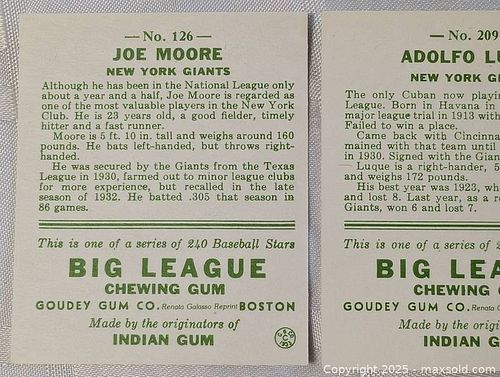 — No. 126 —
JOE MOORE
NEW YORK GIANTS
Although he has been in the National League only
about a year and a half, Joe Moore is regarded as
one of the most valuable players in the New York
Club. He is 23 years old, a good fielder, timely
hitter and a fast runner.
Moore is 5 ft. 10 in. tall and weighs around 160
pounds. He bats left-handed, but throws right-
handed.
He was secured by the Giants from the Texas
League in 1930, farmed out to minor league clubs
for more experience, but recalled in the late
season of 1932. He batted .305 that season in
86 games.
This is one of a series of 240 Baseball Stars
BIG LEAGUE
CHEWING GUM
GOUDEY GUM CO. Renata Galasso Reprint BOSTON
Made by the originators of
INDIAN GUM
— No. 209
ADOLFO LU
NEW YORK GI
The only Cuban now playin
League. Born in Havana in
major league trial in 1913 with
Failed to win a place.
Came back with Cincinna
mained with that team until
in 1930. Signed with the Giant
Luque is a right-hander, 5
and weighs 172 pounds.
His best year was 1923, wh
and lost 8. Last year, as a re
Giants, won 6 and lost 7.
This is one of a series of 2
BIG LEA
CHEWING G
GOUDEY GUM CO. Renata Galass
Made by the origi
INDIAN G
Copyright 2025 - maxsold.com